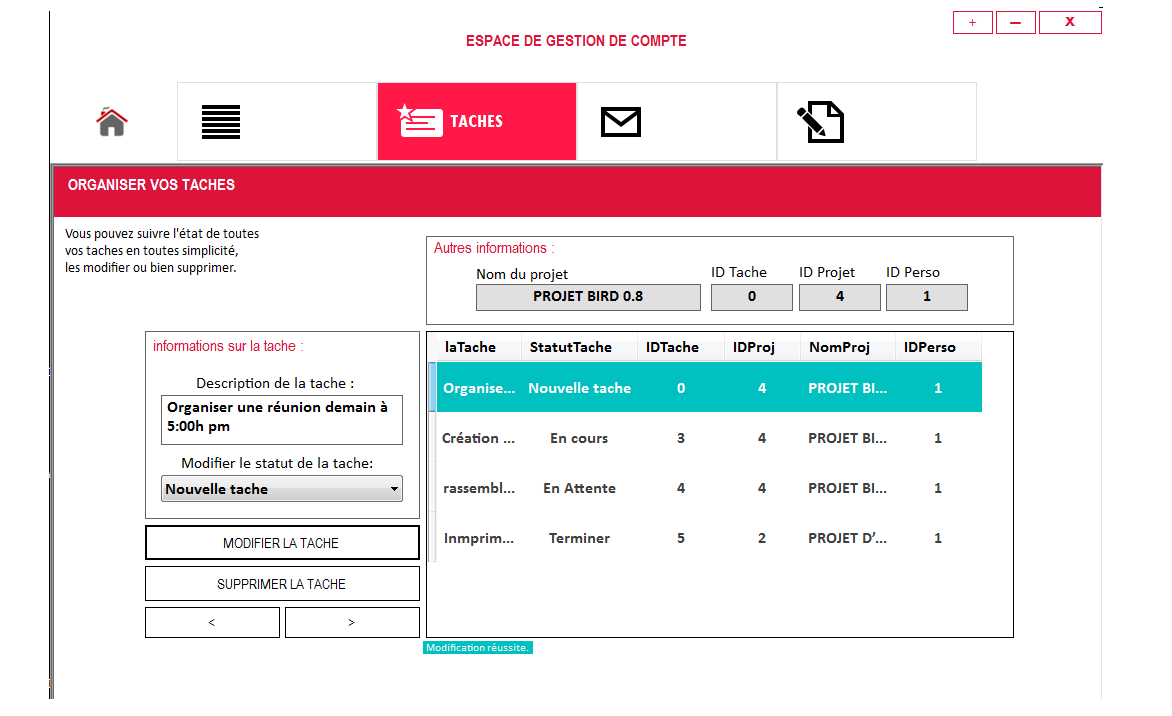 + – X
ESPACE DE GESTION DE COMPTE
TACHES
ORGANISER VOS TACHES
Vous pouvez suivre l'état de toutes
vos taches en toutes simplicité,
les modifier ou bien supprimer.
Autres informations :
Nom du projet ID Tache ID Projet ID Perso
PROJET BIRD 0.8 0 4 1
informations sur la tache :
Description de la tache :
Organiser une réunion demain à
5:00h pm
Modifier le statut de la tache:
Nouvelle tache
MODIFIER LA TACHE
SUPPRIMER LA TACHE
< >
laTache StatutTache IDTache IDProj NomProj IDPerso
Organise... Nouvelle tache 0 4 PROJET BI... 1
Création ... En cours 3 4 PROJET BI... 1
rassembl... En Attente 4 4 PROJET BI... 1
Inmprim... Terminer 5 2 PROJET D’... 1
Modification réussite.